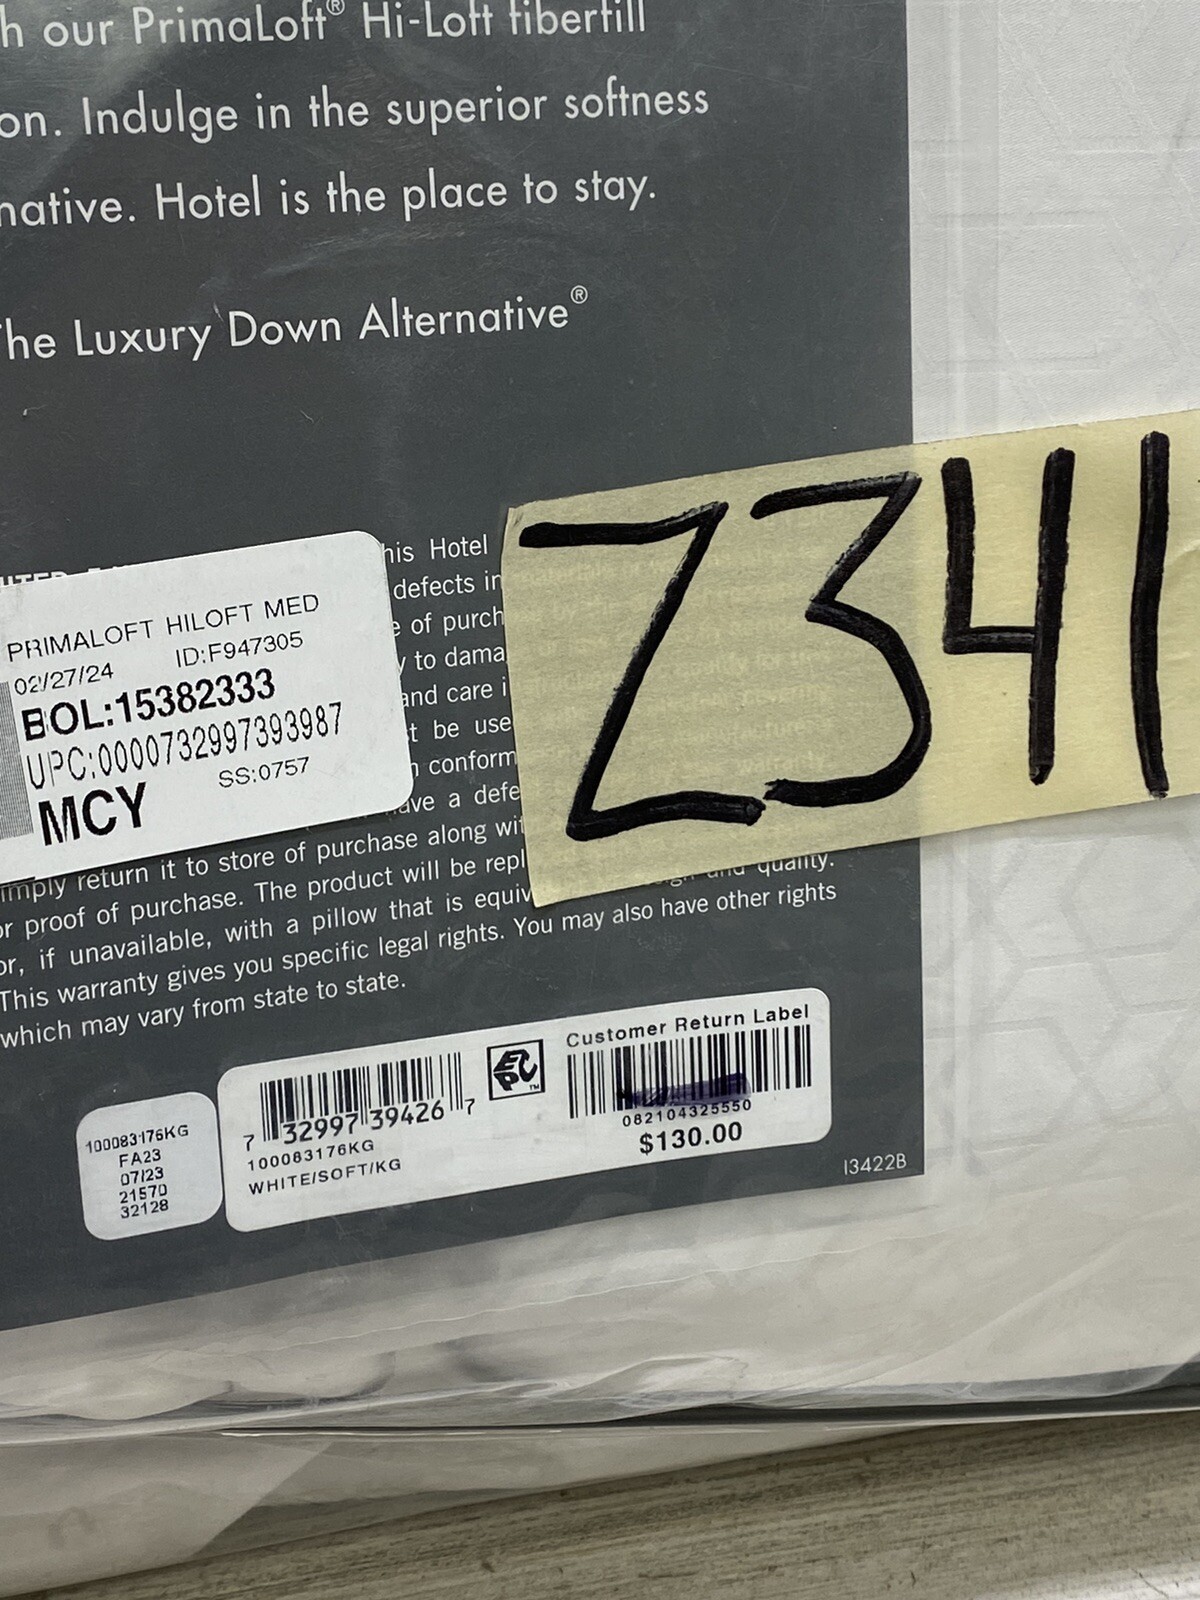 h our PrimaLoft® Hi-Loft fiberfill
on. Indulge in the superior softness
native. Hotel is the place to stay.
The Luxury Down Alternative®
Z341
his Hotel
defects in
e of purch
y to dama
and care i
t be use
n conform
ave a defe
PRIMALOFT HILOFT MED
02/27/24 ID:F947305
BOL:15382333
UPC:0000732997393987
SS:0757
MCY
imply return it to store of purchase along wit
or proof of purchase. The product will be repl
quality.
or, if unavailable, with a pillow that is equiv
This warranty gives you specific legal rights. You may also have other rights
which may vary from state to state.
100083176KG
FA23
07/23
21570
32128
7 32997 39426 7
100083176KG
WHITE/SOFT/KG
EPC™
Customer Return Label
082104325550
$130.00
13422B